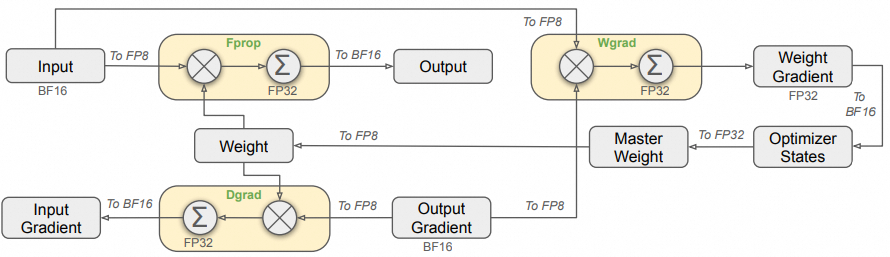 To FP8
Input
BF16
To FP8
Fprop
Σ
FP32
To BF16
Output
Wgrad
Σ
FP32
Weight
Gradient
FP32
To
BF16
Weight
To FP8
Master
Weight
To FP32
Optimizer
States
Input
Gradient
To BF16
Dgrad
Σ
FP32
To FP8
Output
Gradient
BF16
To FP8